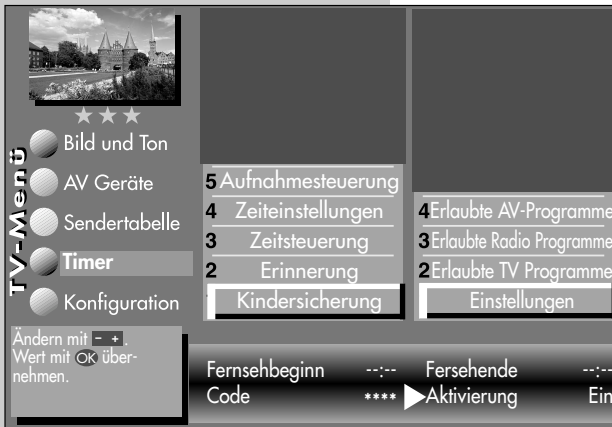 TV-Menü
Bild und Ton
AV Geräte
Sendertabelle
Timer
Konfiguration
Ändern mit - + .
Wert mit OK über-
nehmen.
5 Aufnahmesteuerung
4 Zeiteinstellungen
3 Zeitsteuerung
2 Erinnerung
Kindersicherung
4 Erlaubte AV-Programme
3 Erlaubte Radio Programme
2 Erlaubte TV Programme
Einstellungen
Fernsehbeginn --:-- Fersehende --:--
Code **** Aktivierung Ein